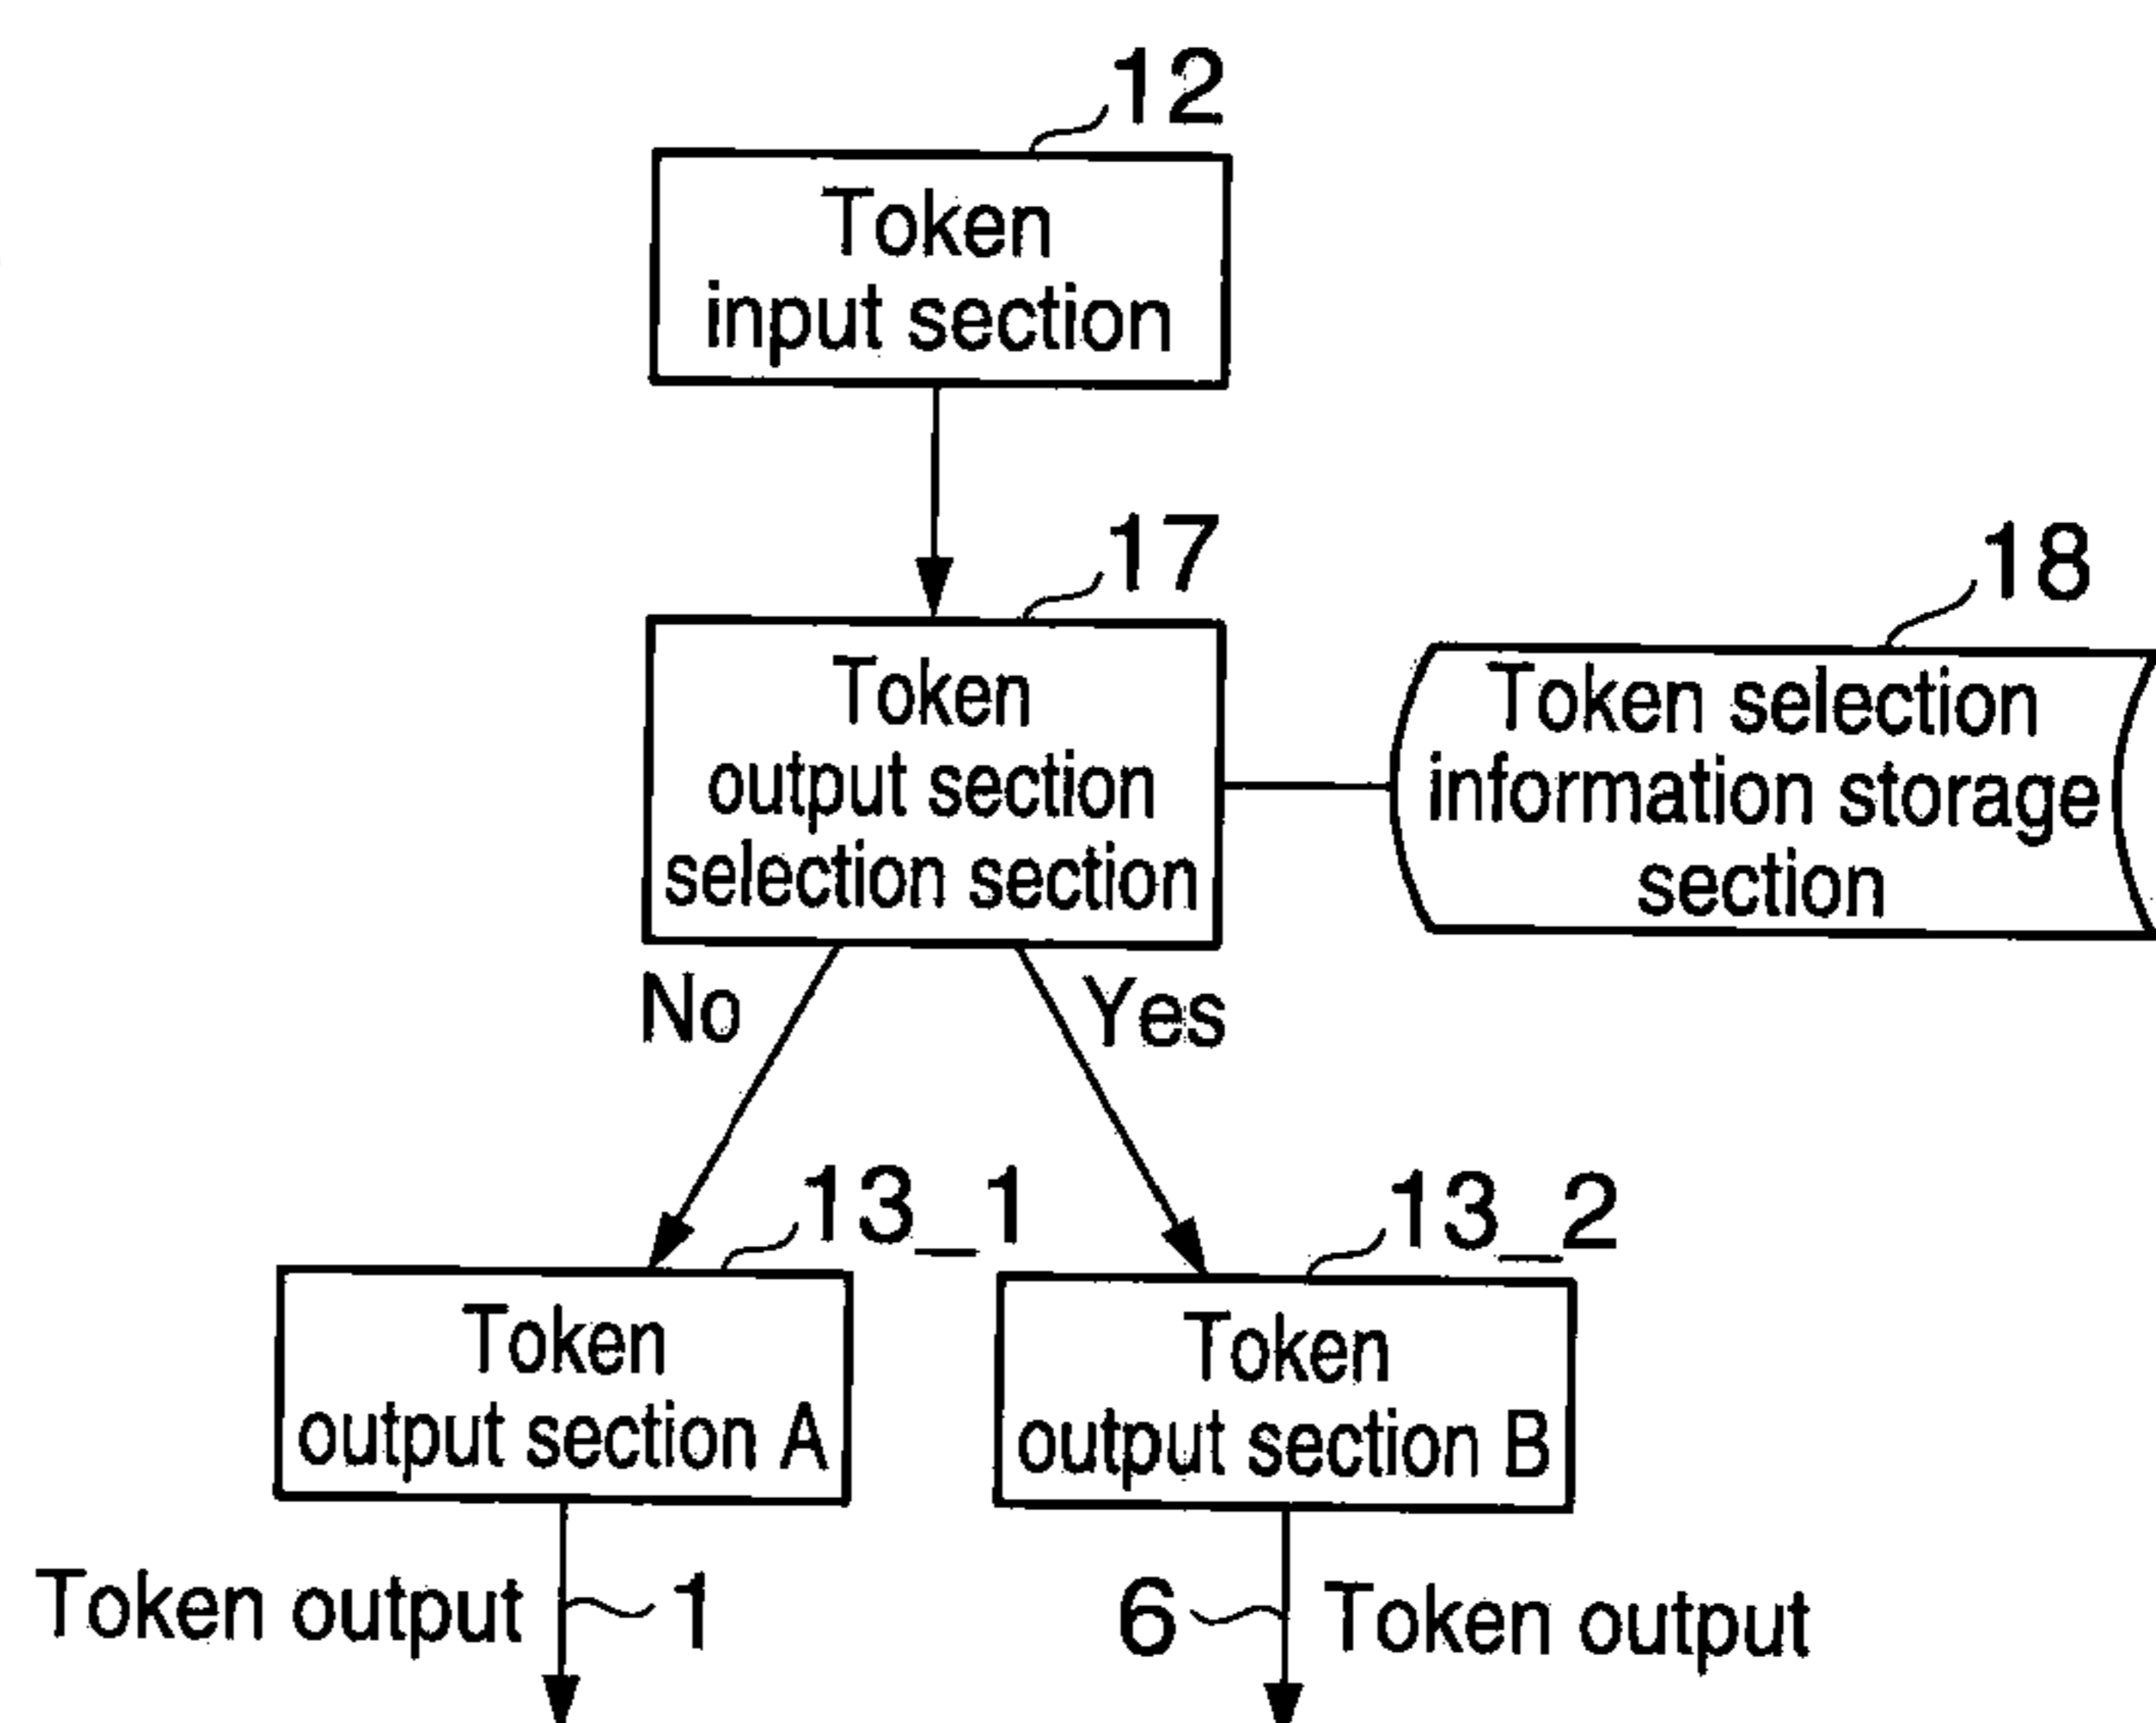 12
Token
input section
17
Token
output section
selection section
18
Token selection
information storage
section
No
Yes
13_1
13_2
Token
output section A
Token
output section B
Token output
1
6
Token output